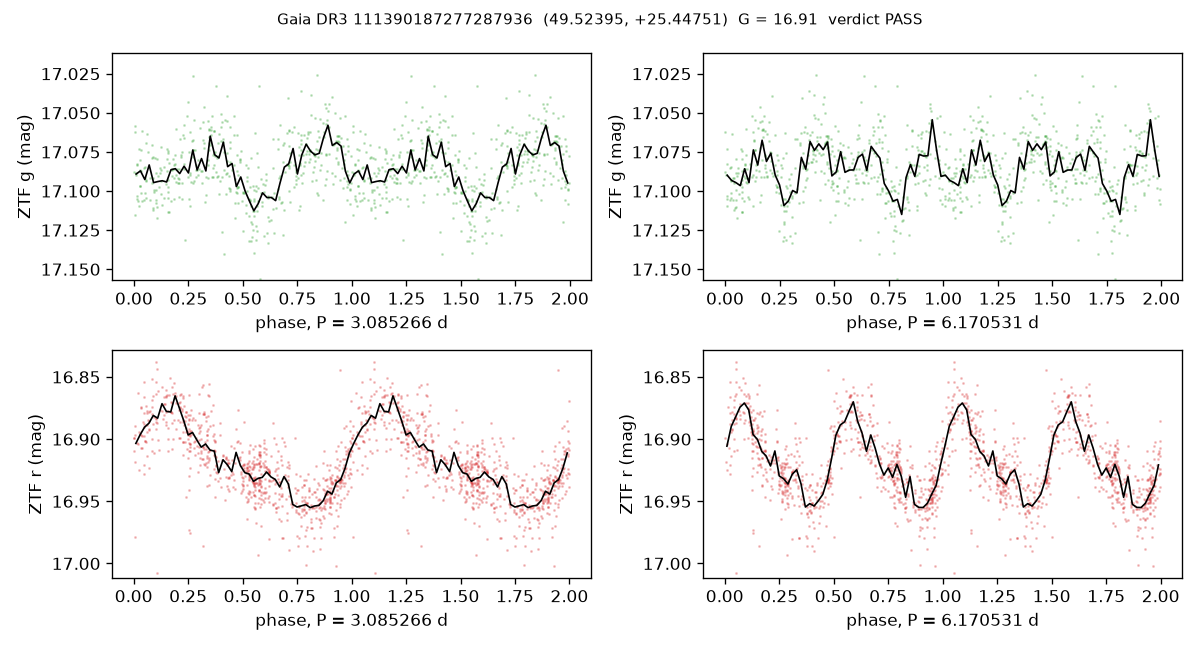 Gaia DR3 111390187277287936  (49.52395, +25.44751)  G = 16.91  verdict PASS
ZTF g (mag)
17.025
17.050
17.075
17.100
17.125
17.150
0.00 0.25 0.50 0.75 1.00 1.25 1.50 1.75 2.00
phase, P = 3.085266 d
ZTF g (mag)
17.025
17.050
17.075
17.100
17.125
17.150
0.00 0.25 0.50 0.75 1.00 1.25 1.50 1.75 2.00
phase, P = 6.170531 d
ZTF r (mag)
16.85
16.90
16.95
17.00
0.00 0.25 0.50 0.75 1.00 1.25 1.50 1.75 2.00
phase, P = 3.085266 d
ZTF r (mag)
16.85
16.90
16.95
17.00
0.00 0.25 0.50 0.75 1.00 1.25 1.50 1.75 2.00
phase, P = 6.170531 d